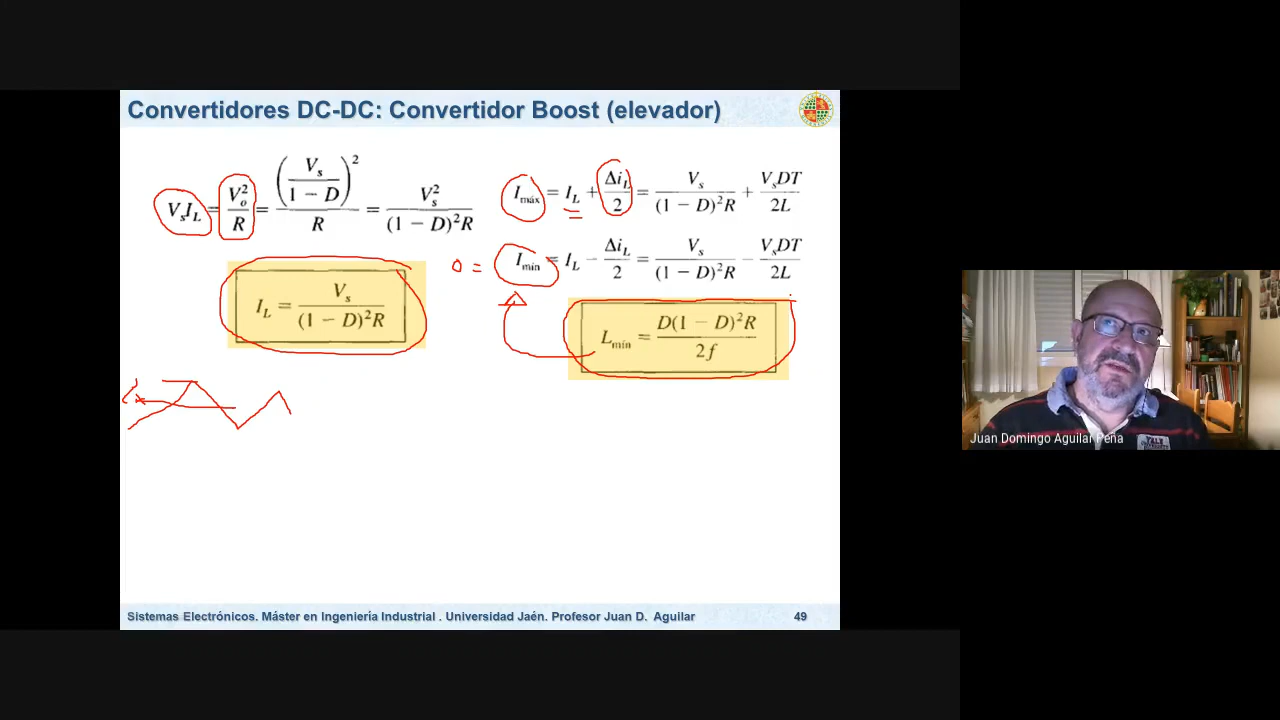 Convertidores DC-DC: Convertidor Boost (elevador)
V_sI_L = V_o^2/R = (V_s/(1 − D))^2/R = V_s^2/((1 − D)^2R)
I_L = V_s/((1 − D)^2R)
I_máx = I_L + Δi_L/2 = V_s/((1 − D)^2R) + V_sDT/2L
0 = I_mín = I_L − Δi_L/2 = V_s/((1 − D)^2R) − V_sDT/2L
L_mín = D(1 − D)^2R/2f
Sistemas Electrónicos. Máster en Ingeniería Industrial . Universidad Jaén. Profesor Juan D. Aguilar 49
Juan Domingo Aguilar Peña